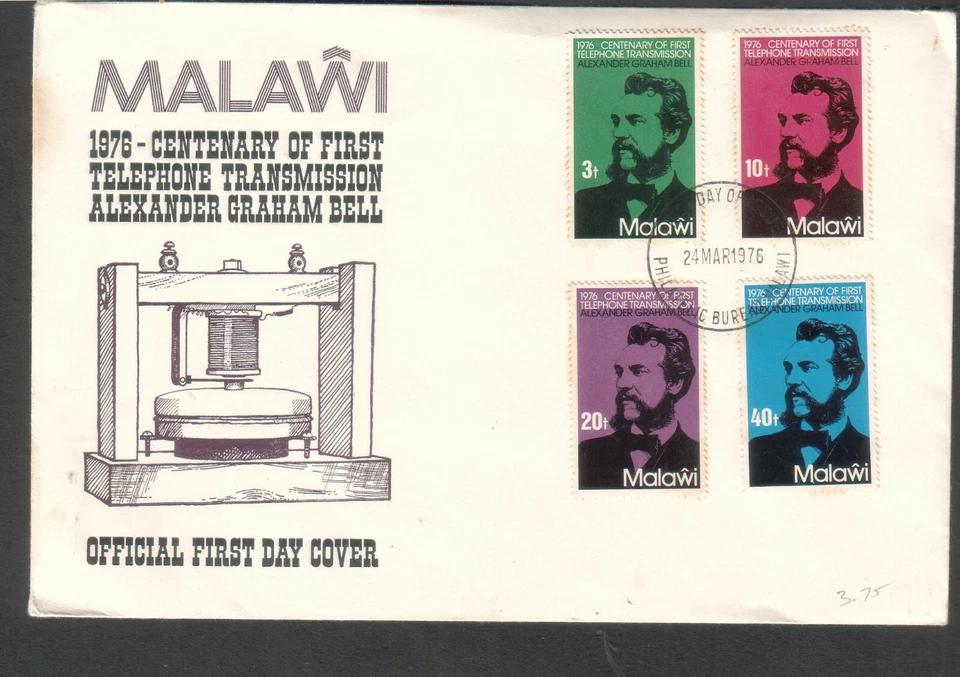 MALAŴI
1976 - CENTENARY OF FIRST
TELEPHONE TRANSMISSION
ALEXANDER GRAHAM BELL
OFFICIAL FIRST DAY COVER
1976 CENTENARY OF FIRST
TELEPHONE TRANSMISSION
ALEXANDER GRAHAM BELL
3t
Malaŵi
1976 CENTENARY OF FIRST
TELEPHONE TRANSMISSION
ALEXANDER GRAHAM BELL
10t
Malaŵi
DAY OF
24MAR1976
1976 CENTENARY OF FIRST
TELEPHONE TRANSMISSION
ALEXANDER GRAHAM BELL
20t
Malaŵi
1976 CENTENARY OF FIRST
TELEPHONE TRANSMISSION
ALEXANDER GRAHAM BELL
40t
Malaŵi
3.75